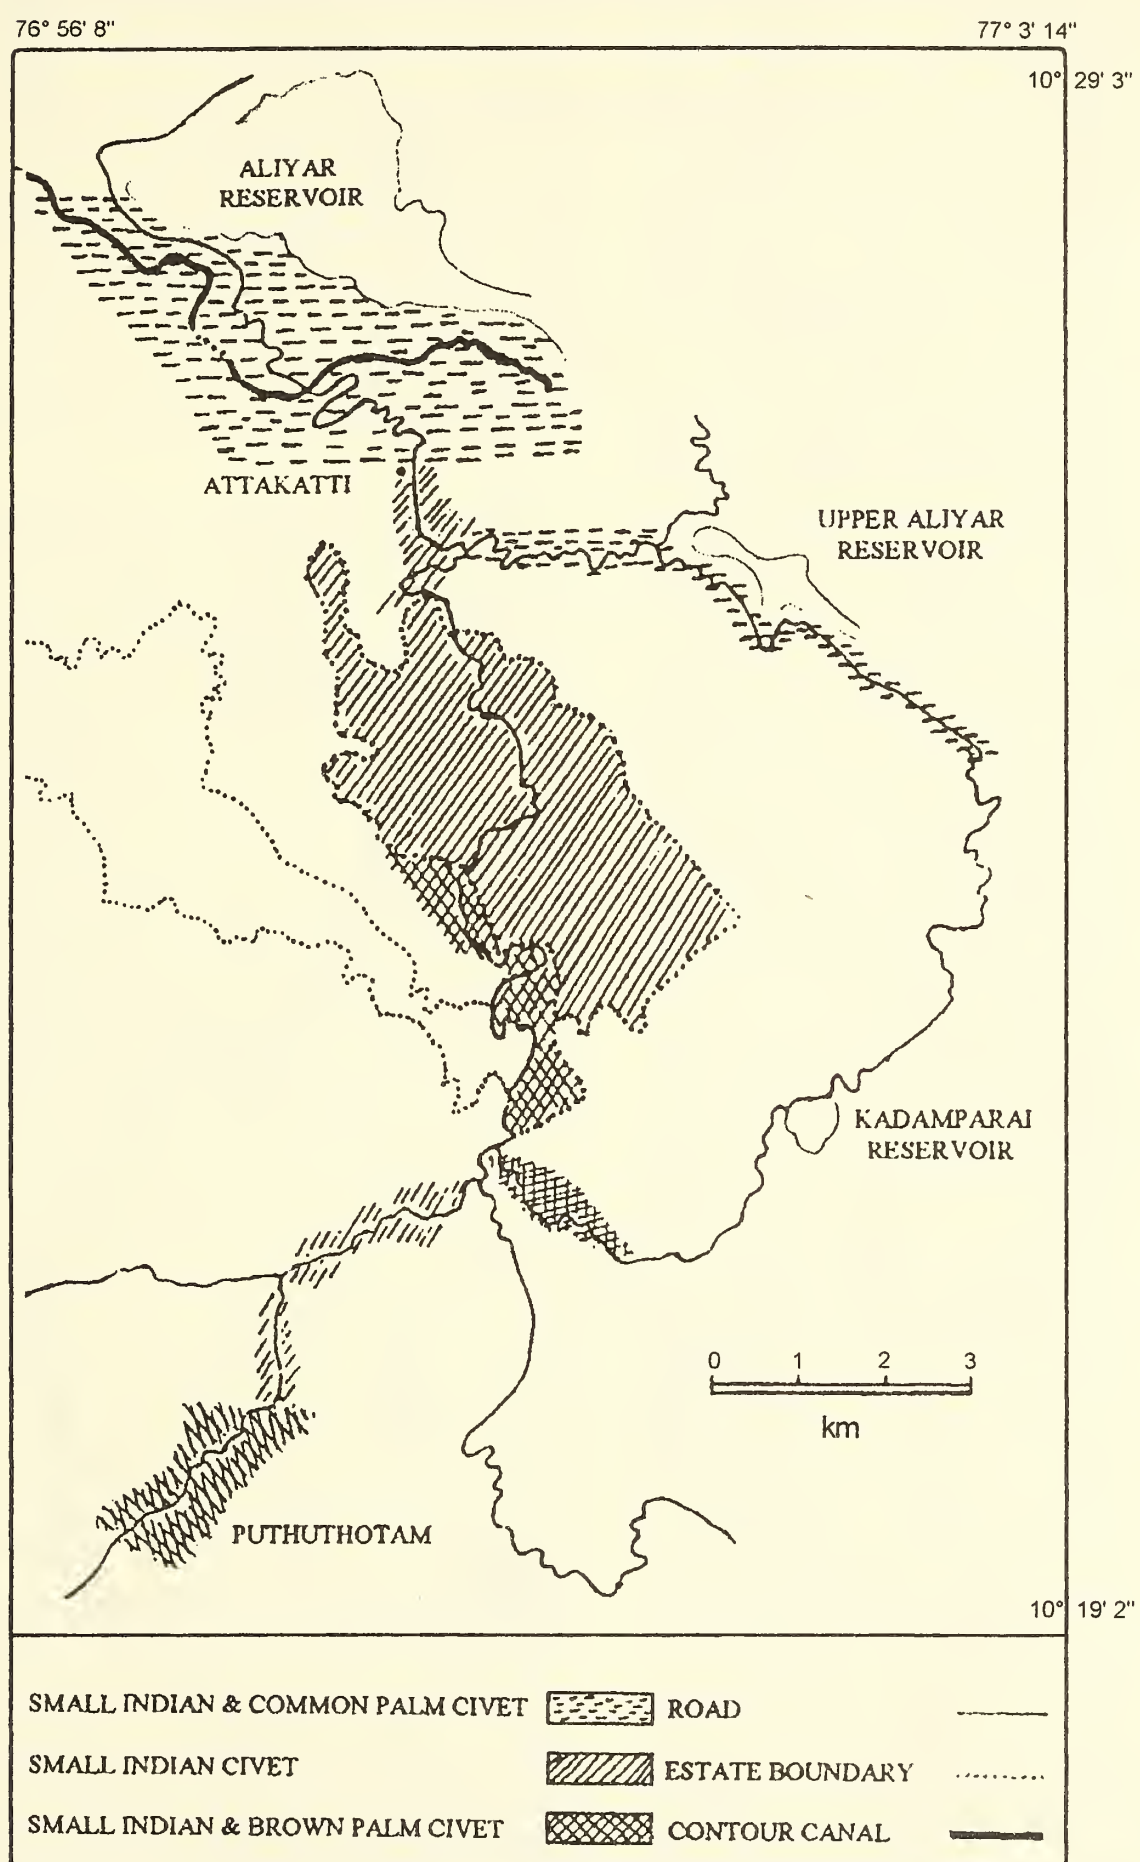 76° 56' 8"
77° 3' 14"
10° 29' 3"
ALIYAR
RESERVOIR
ATTAKATTI
UPPER ALIYAR
RESERVOIR
KADAMPARAI
RESERVOIR
0 1 2 3
km
PUTHUTHOTAM
10° 19' 2"
SMALL INDIAN & COMMON PALM CIVET
ROAD
SMALL INDIAN CIVET
ESTATE BOUNDARY
SMALL INDIAN & BROWN PALM CIVET
CONTOUR CANAL